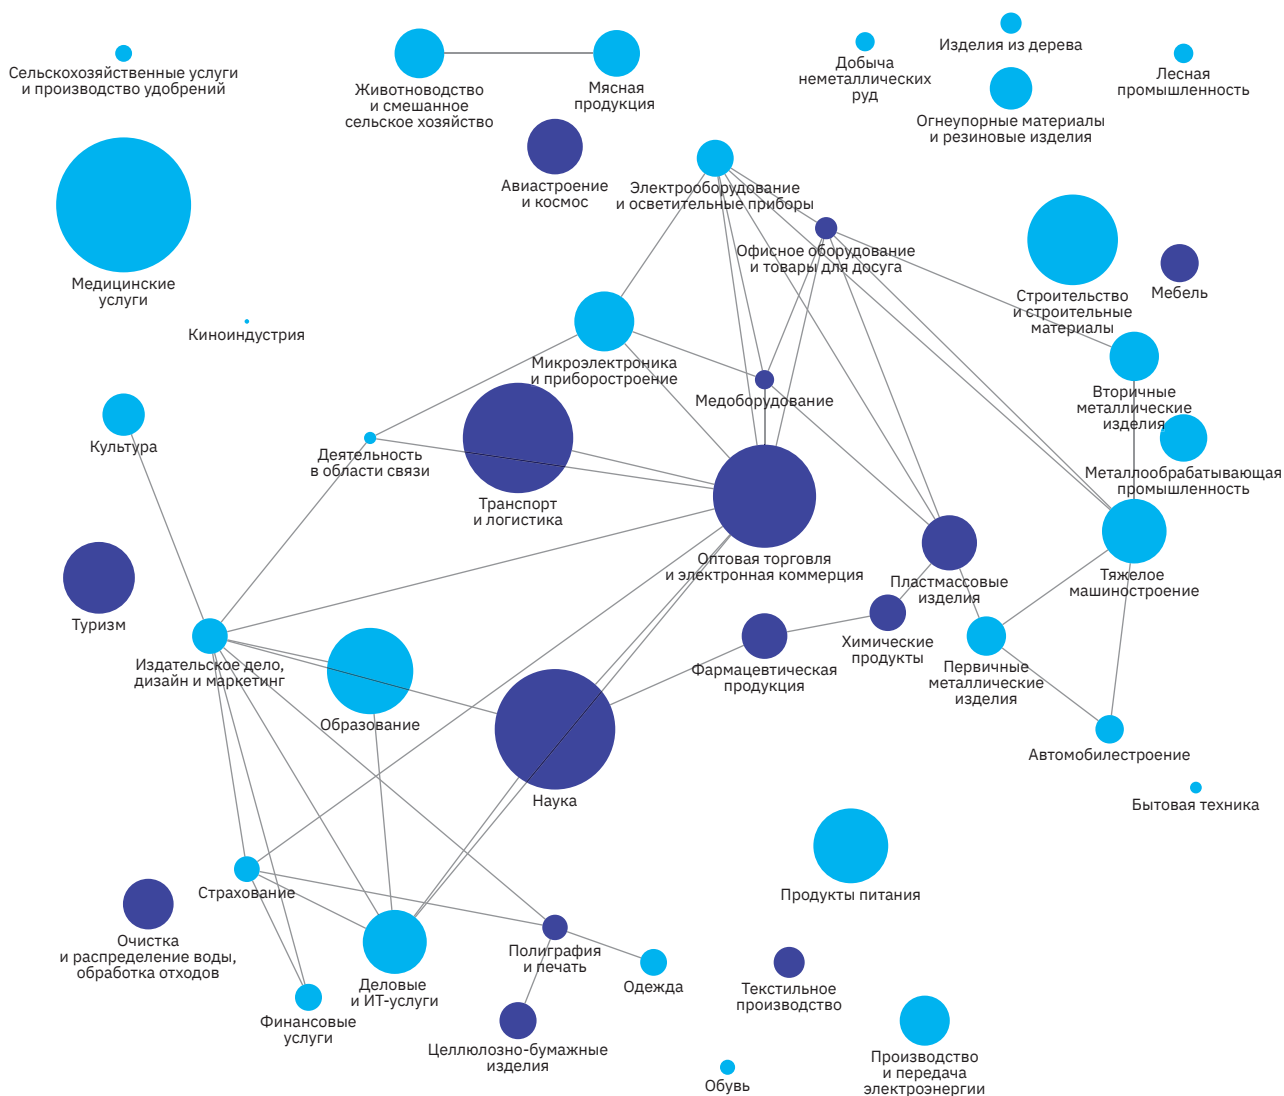 Сельскохозяйственные услуги
и производство удобрений
Животноводство
и смешанное
сельское хозяйство
Мясная
продукция
Добыча
неметаллических
руд
Изделия из дерева
Лесная
промышленность
Огнеупорные материалы
и резиновые изделия
Авиастроение
и космос
Электрооборудование
и осветительные приборы
Офисное оборудование
и товары для досуга
Медицинские
услуги
Строительство
и строительные
материалы
Мебель
Киноиндустрия
Микроэлектроника
и приборостроение
Медоборудование
Вторичные
металлические
изделия
Культура
Деятельность
в области связи
Транспорт
и логистика
Металлообрабатывающая
промышленность
Оптовая торговля
и электронная коммерция
Пластмассовые
изделия
Тяжелое
машиностроение
Туризм
Издательское дело,
дизайн и маркетинг
Образование
Фармацевтическая
продукция
Химические
продукты
Первичные
металлические
изделия
Наука
Автомобилестроение
Бытовая техника
Страхование
Продукты питания
Очистка
и распределение воды,
обработка отходов
Деловые
и ИТ-услуги
Полиграфия
и печать
Одежда
Текстильное
производство
Финансовые
услуги
Целлюлозно-бумажные
изделия
Производство
и передача
электроэнергии
Обувь